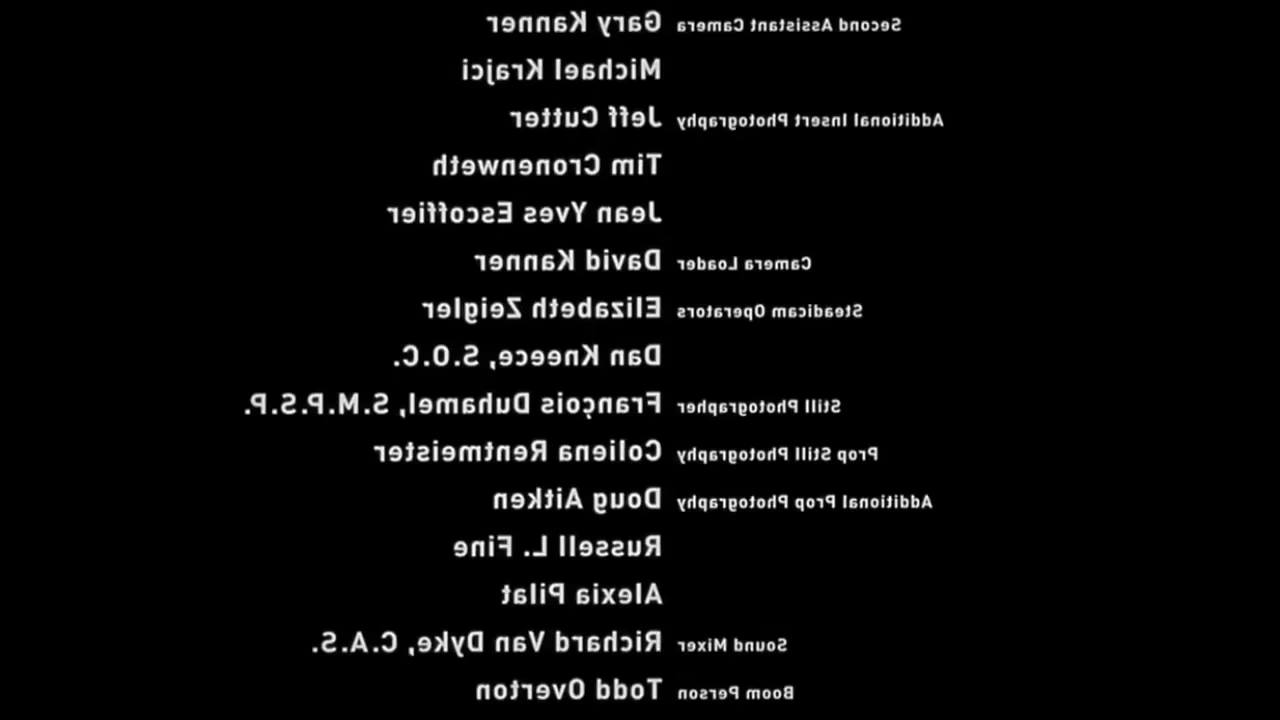 Second Assistant Camera Gary Kanner
Michael Krajci
Additional Insert Photography Jeff Cutter
Tim Cronenweth
Jean Yves Escoffier
Camera Loader David Kanner
Steadicam Operators Elizabeth Zeigler
Dan Kneece, S.O.C.
Still Photographer François Duhamel, S.M.P.S.P.
Prop Still Photography Coliena Rentmeister
Additional Prop Photography Doug Aitken
Russell L. Fine
Alexia Pilat
Sound Mixer Richard Van Dyke, C.A.S.
Boom Person Todd Overton